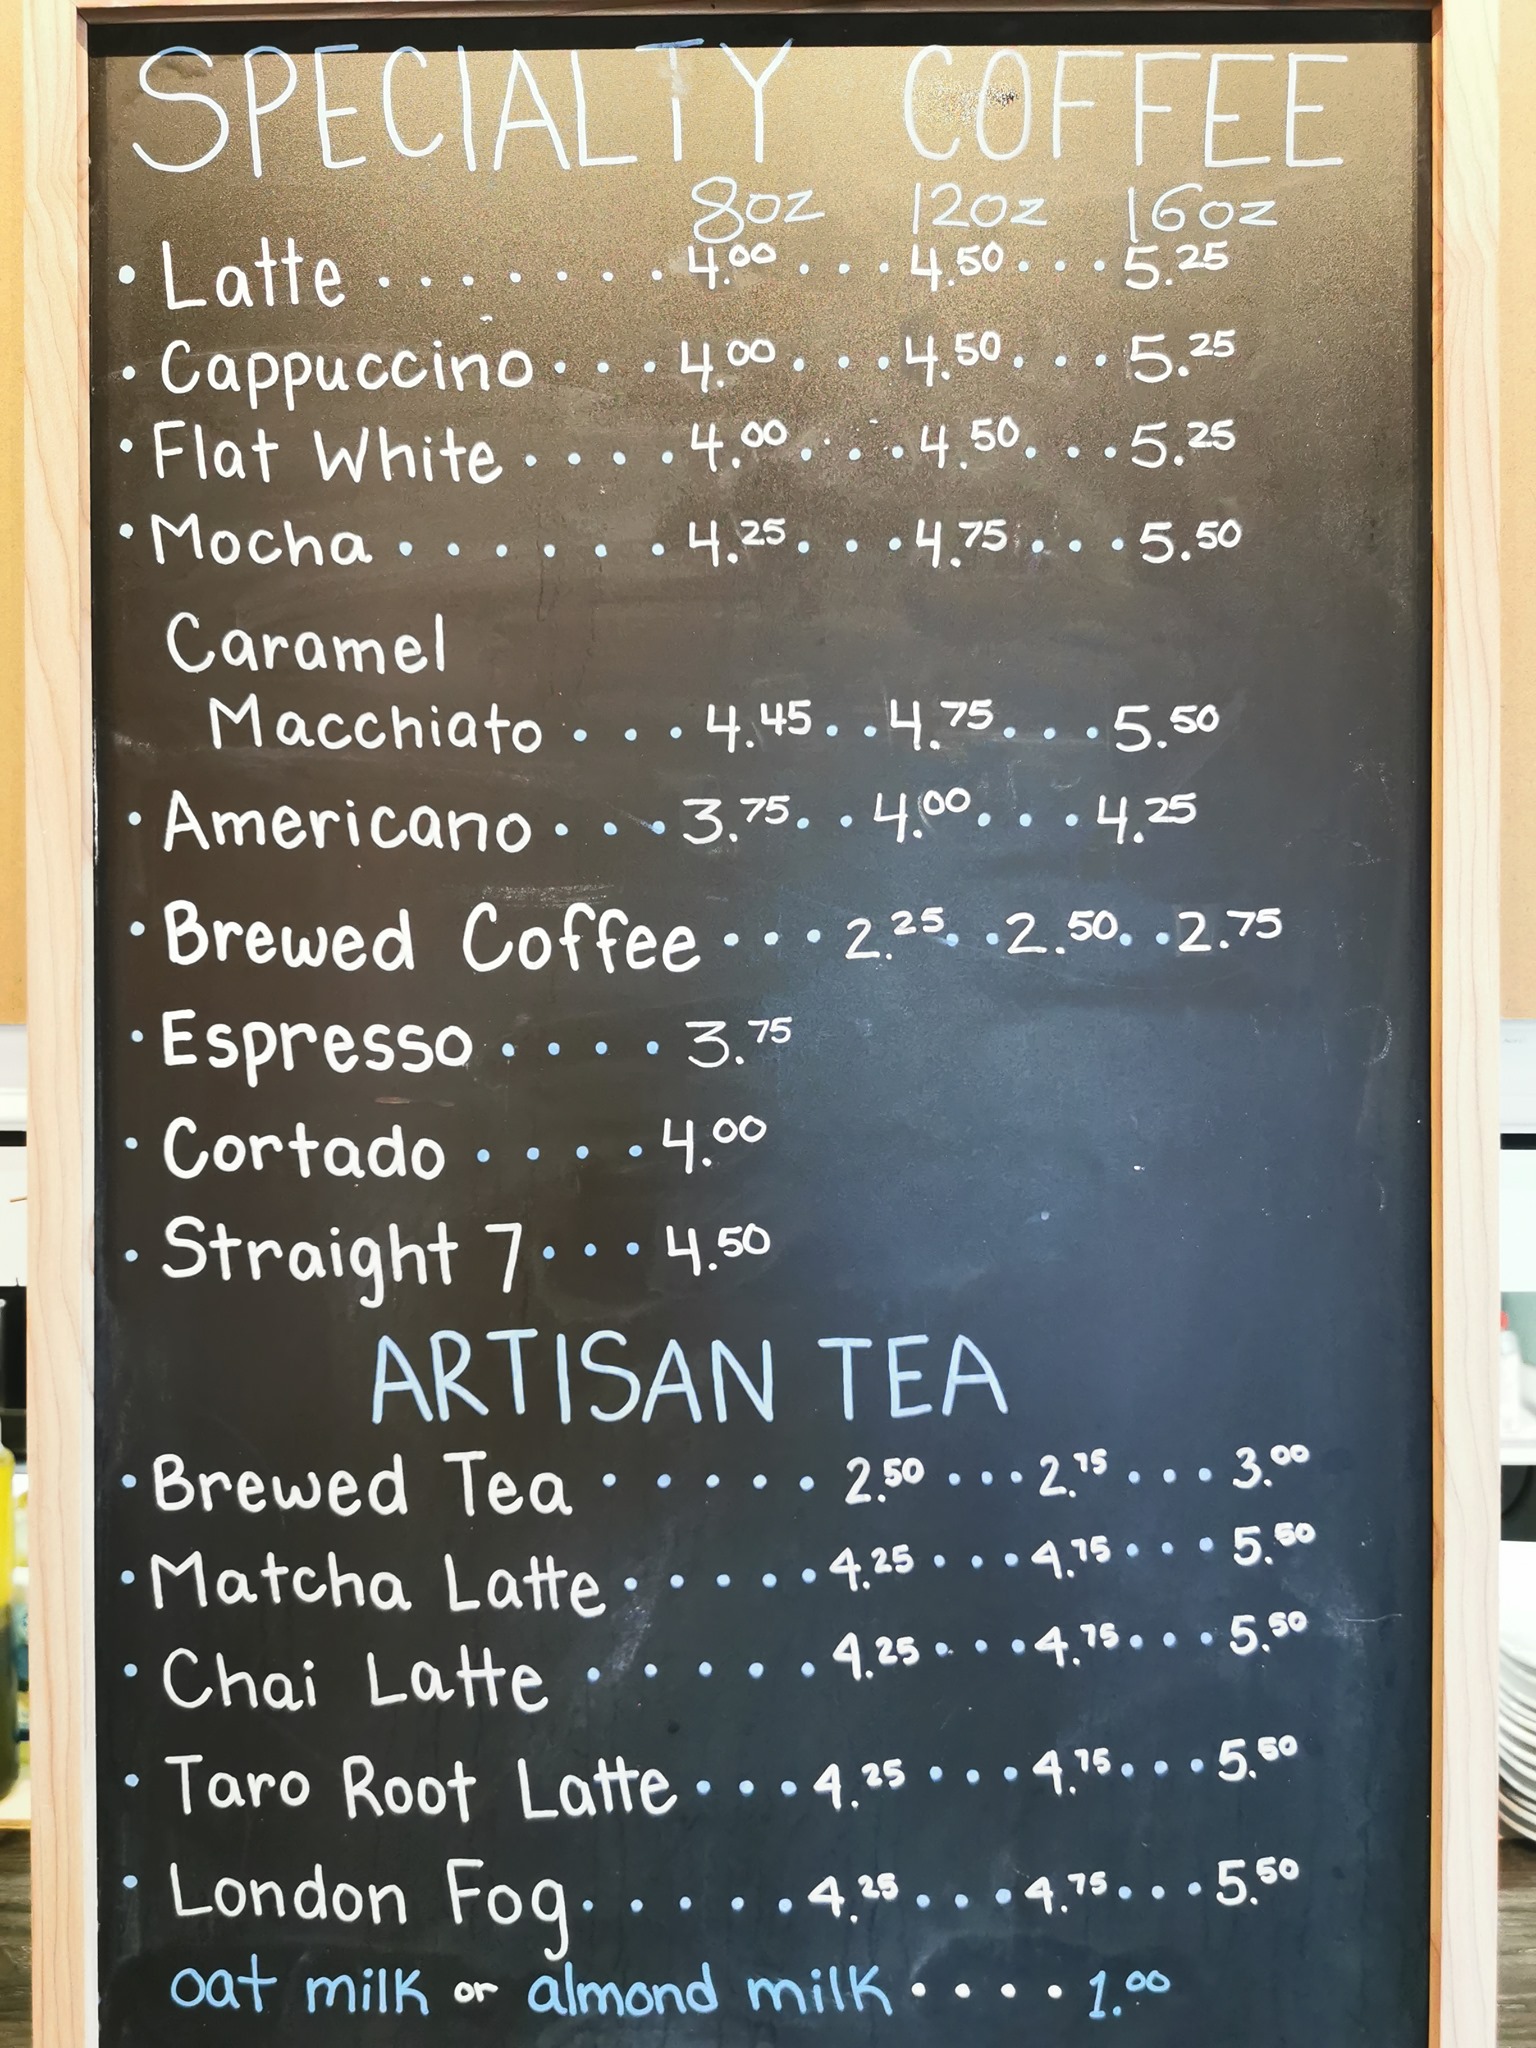 SPECIALTY COFFEE
8oz 12oz 16oz
• Latte . . . . . . . 4.00 . . . 4.50 . . . 5.25
• Cappuccino . . . 4.00 . . . 4.50 . . . 5.25
• Flat White . . . . 4.00 . . . 4.50 . . . 5.25
• Mocha . . . . . . . 4.25 . . . 4.75 . . . 5.50
Caramel
Macchiato . . . 4.45 . . 4.75 . . . 5.50
• Americano . . . 3.75 . . 4.00 . . . 4.25
• Brewed Coffee . . . 2.25 . . 2.50 . . 2.75
• Espresso . . . . 3.75
• Cortado . . . . 4.00
• Straight 7 . . . 4.50
ARTISAN TEA
• Brewed Tea . . . . . 2.50 . . . 2.75 . . . 3.00
• Matcha Latte . . . . . 4.25 . . . 4.75 . . . 5.50
• Chai Latte . . . . . 4.25 . . . 4.75 . . . 5.50
• Taro Root Latte . . . 4.25 . . . 4.75 . . . 5.50
• London Fog . . . . . 4.25 . . . 4.75 . . . 5.50
oat milk or almond milk . . . . 1.00